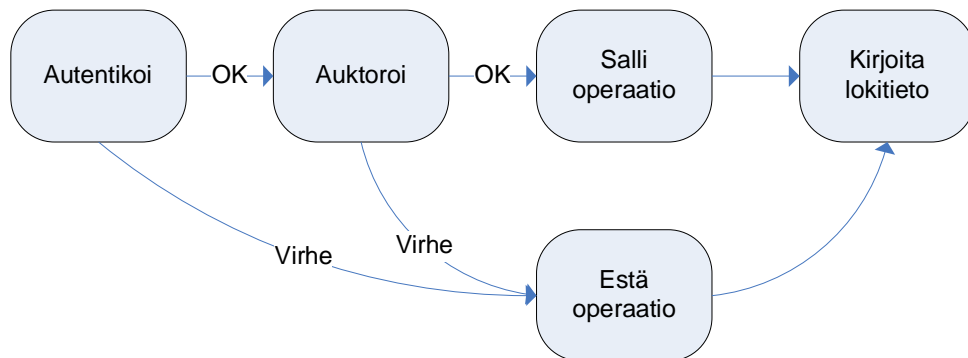 Autentikoi
OK
Auktoroi
OK
Salli
operaatio
Kirjoita
lokitieto
Virhe
Virhe
Estä
operaatio